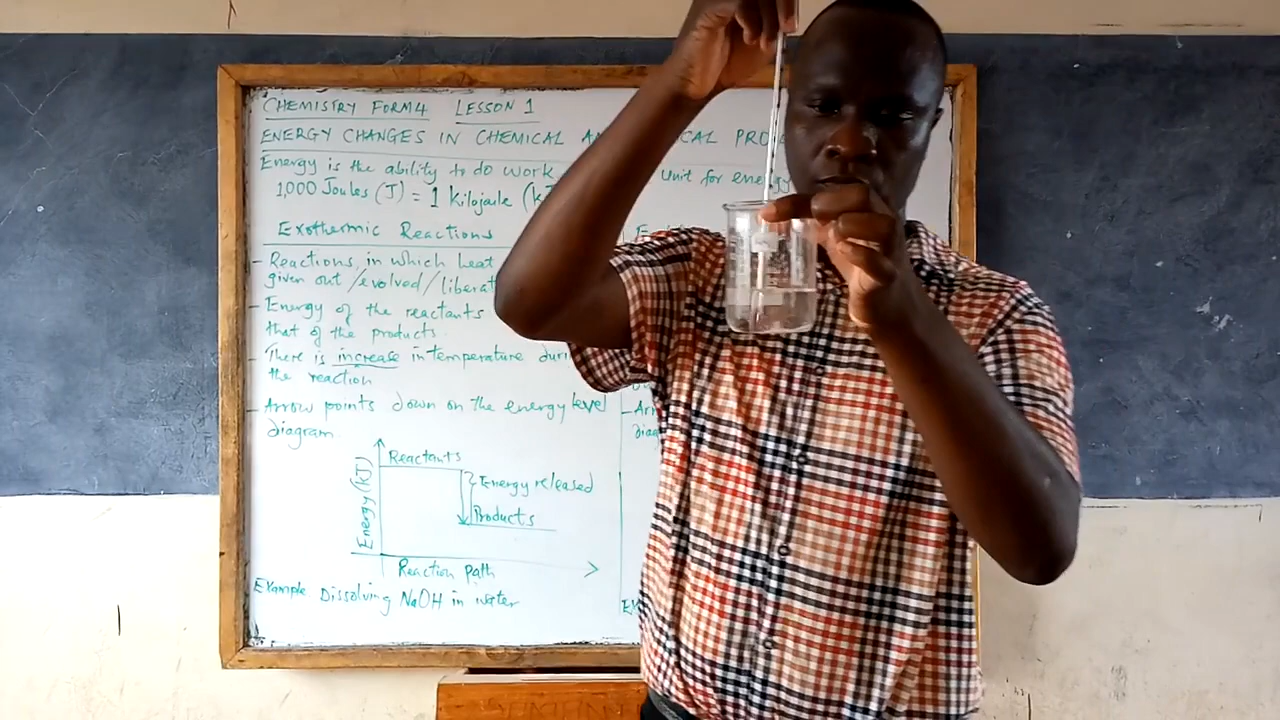 CHEMISTRY FORM 4 LESSON 1
ENERGY CHANGES IN CHEMICAL
Energy is the ability to do work Unit for energy
1,000 Joules (J) = 1 kilojoule
Exothermic Reactions
- Reactions in which heat
given out /evolved/
- Energy of the reactants
that of the products.
- There is increase in temperature
the reaction
- Arrow points down on the energy level
diagram.
Energy (kJ)
Reactants
Energy released
Products
Reaction path
Example Dissolving NaOH in water